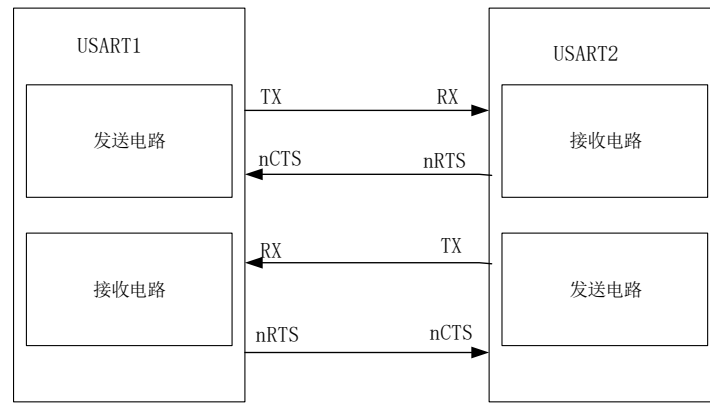 USART1
USART2
TX RX
发送电路
接收电路
nCTS nRTS
RX TX
接收电路
发送电路
nRTS nCTS